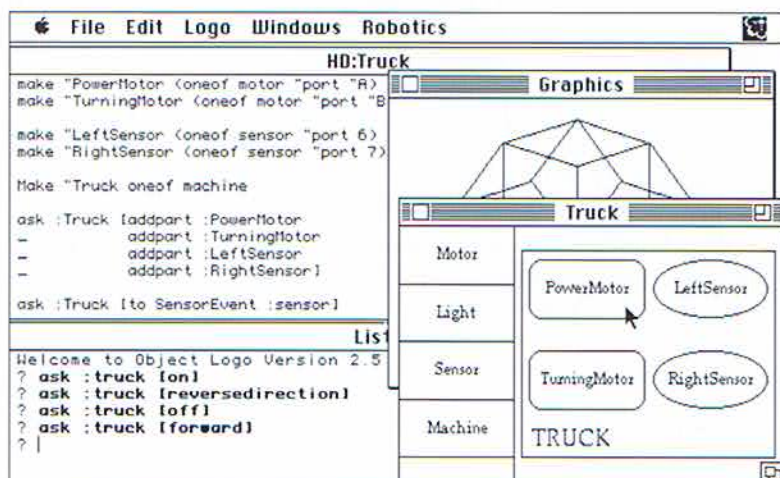 File Edit Logo Windows Robotics
HD:Truck
make "PowerMotor (oneof motor "port "A)
make "TurningMotor (oneof motor "port "B
make "LeftSensor (oneof sensor "port 6)
make "RightSensor (oneof sensor "port 7)
Make "Truck oneof machine
ask :Truck [addpart :PowerMotor
_ addpart :TurningMotor
_ addpart :LeftSensor
_ addpart :RightSensor]
ask :Truck [to SensorEvent :sensor]
List
Welcome to Object Logo Version 2.5
? ask :truck [on]
? ask :truck [reversedirection]
? ask :truck [off]
? ask :truck [forward]
?
Graphics
Truck
Motor
Light
Sensor
Machine
PowerMotor LeftSensor
TurningMotor RightSensor
TRUCK